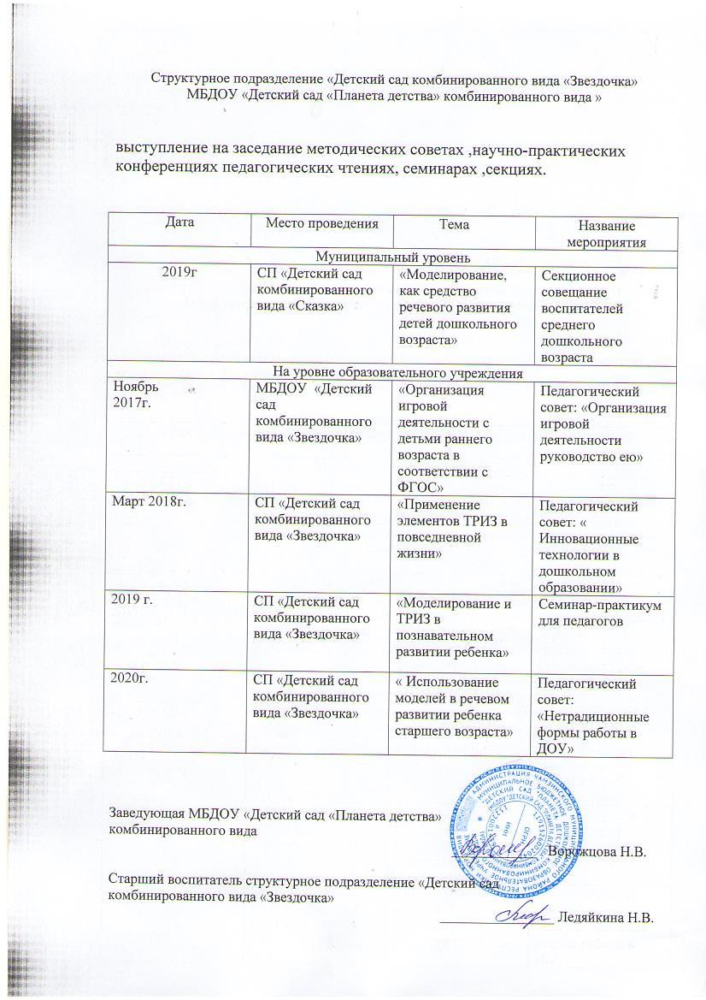 Структурное подразделение «Детский сад комбинированного вида «Звездочка»
МБДОУ «Детский сад «Планета детства» комбинированного вида »
выступление на заседание методических советах ,научно-практических
конференциях педагогических чтениях, семинарах ,секциях.
Дата
Место проведения
Тема
Название
мероприятия
Муниципальный уровень
2019г
СП «Детский сад
комбинированного
вида «Сказка»
«Моделирование,
как средство
речевого развития
детей дошкольного
возраста»
Секционное
совещание
воспитателей
среднего
дошкольного
возраста
На уровне образовательного учреждения
Ноябрь
2017г.
МБДОУ «Детский
сад
комбинированного
вида «Звездочка»
«Организация
игровой
деятельности с
детьми раннего
возраста в
соответствии с
ФГОС»
Педагогический
совет: «Организация
игровой
деятельности
руководство ею»
Март 2018г.
СП «Детский сад
комбинированного
вида «Звездочка»
«Применение
элементов ТРИЗ в
повседневной
жизни»
Педагогический
совет: «
Инновационные
технологии в
дошкольном
образовании»
2019 г.
СП «Детский сад
комбинированного
вида «Звездочка»
«Моделирование и
ТРИЗ в
познавательном
развитии ребенка»
Семинар-практикум
для педагогов
2020г.
СП «Детский сад
комбинированного
вида «Звездочка»
« Использование
моделей в речевом
развитии ребенка
старшего возраста»
Педагогический
совет:
«Нетрадиционные
формы работы в
ДОУ»
Заведующая МБДОУ «Детский сад «Планета детства»
комбинированного вида
Ворожцова Н.В.
Старший воспитатель структурное подразделение «Детский сад
комбинированного вида «Звездочка»
Ледяйкина Н.В.